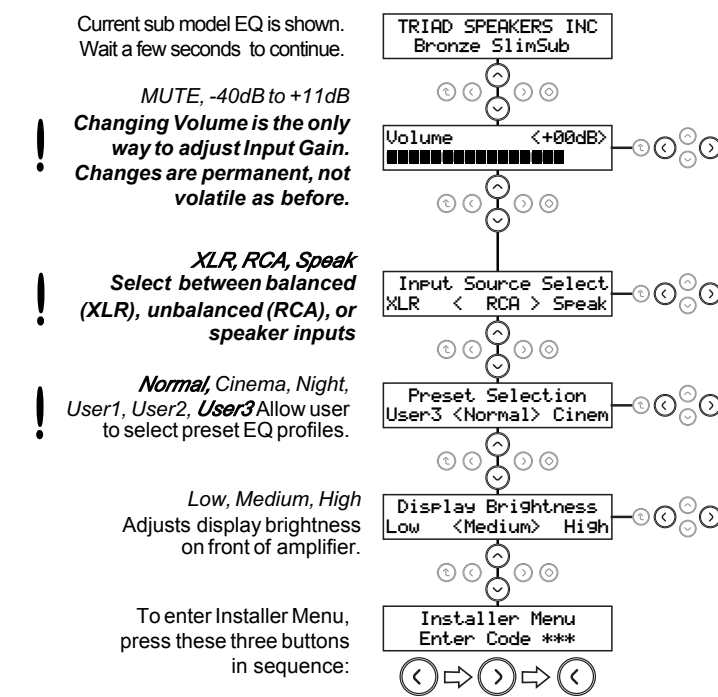 Current sub model EQ is shown.
Wait a few seconds to continue.
TRIAD SPEAKERS INC
Bronze SlimSub
MUTE, -40dB to +11dB
Changing Volume is the only
way to adjust Input Gain.
Changes are permanent, not
volatile as before.
!
Volume <+00dB>
XLR, RCA, Speak
Select between balanced
(XLR), unbalanced (RCA), or
speaker inputs
!
Input Source Select
XLR < RCA > Speak
Normal, Cinema, Night,
User1, User2, User3 Allow user
to select preset EQ profiles.
!
Preset Selection
User3 <Normal> Cinem
Low, Medium, High
Adjusts display brightness
on front of amplifier.
Display Brightness
Low <Medium> High
To enter Installer Menu,
press these three buttons
in sequence:
Installer Menu
Enter Code ***